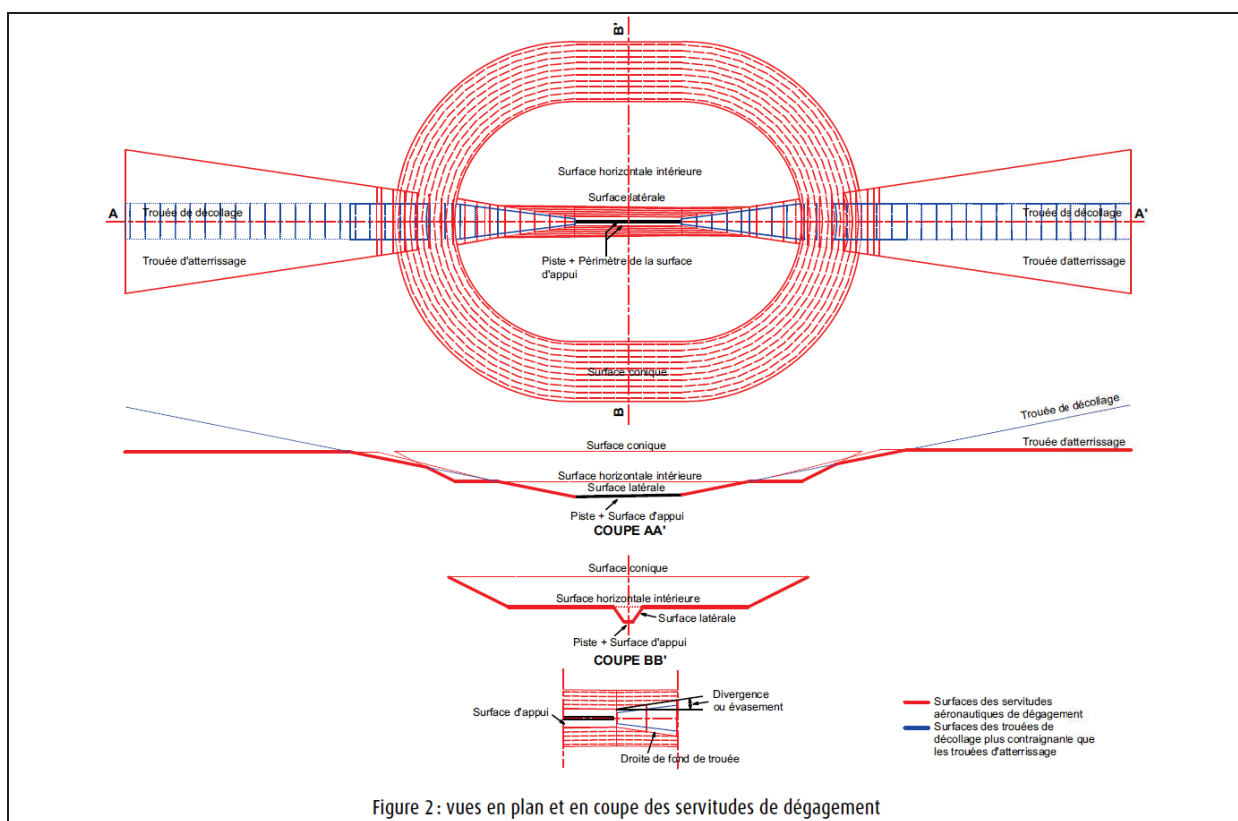 B'
Surface horizontale intérieure
Surface latérale
A
Trouée de décollage
Trouée de décollage
A'
Trouée d'atterrissage
Piste + Périmètre de la surface
d'appui
Trouée d'atterrissage
Surface conique
B
Trouée de décollage
Surface conique
Trouée d'atterrissage
Surface horizontale intérieure
Surface latérale
Piste + Surface d'appui
COUPE AA'
Surface conique
Surface horizontale intérieure
Surface latérale
Piste + Surface d'appui
COUPE BB'
Divergence
ou évasement
Surface d'appui
Droite de fond de trouée
Surfaces des servitudes
aéronautiques de dégagement
Surfaces des trouées de
décollage plus contraignante que
les trouées d'atterrissage
Figure 2 : vues en plan et en coupe des servitudes de dégagement